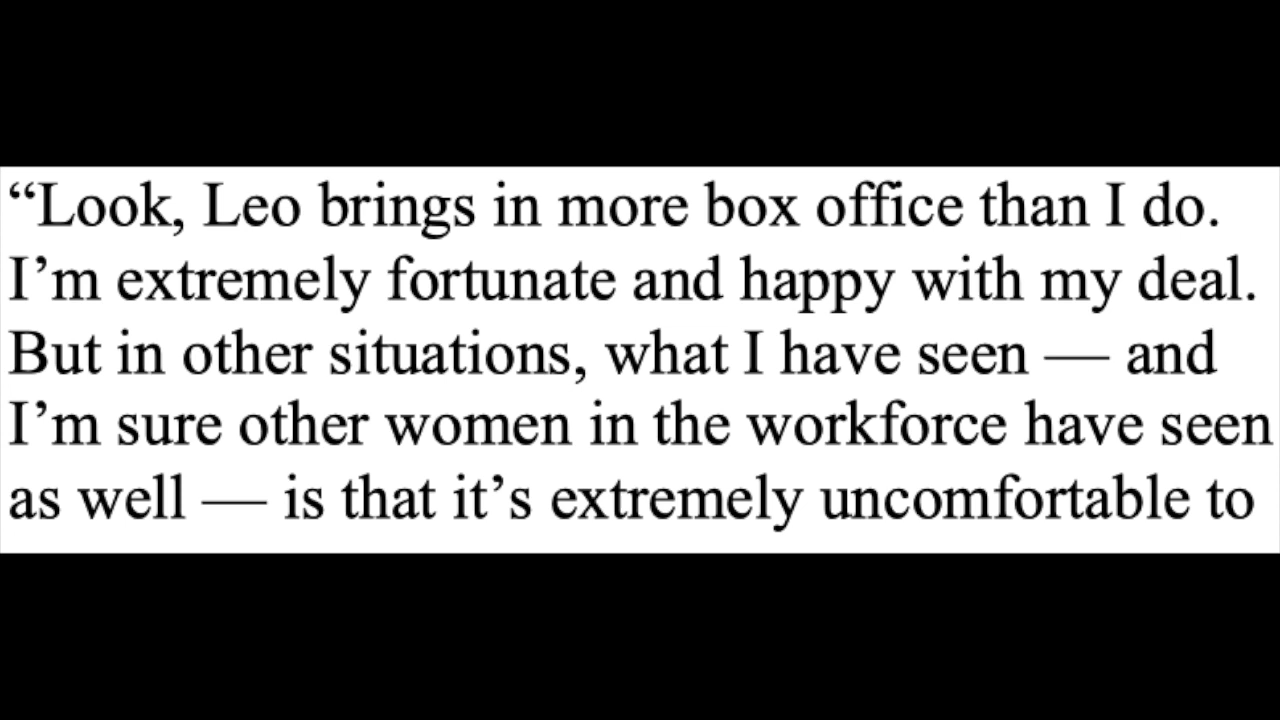 “Look, Leo brings in more box office than I do.
I’m extremely fortunate and happy with my deal.
But in other situations, what I have seen — and
I’m sure other women in the workforce have seen
as well — is that it’s extremely uncomfortable to